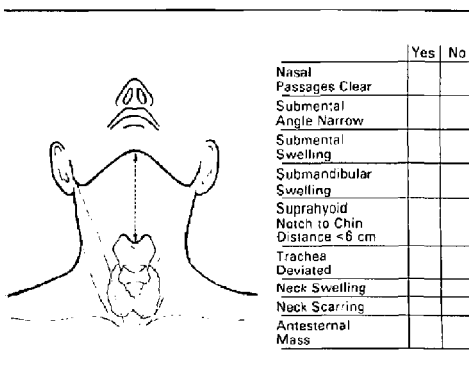 Yes No
Nasal
Passages Clear
Submental
Angle Narrow
Submental
Swelling
Submandibular
Swelling
Suprahyoid
Notch to Chin
Distance <6 cm
Trachea
Deviated
Neck Swelling
Neck Scarring
Antesternal
Mass